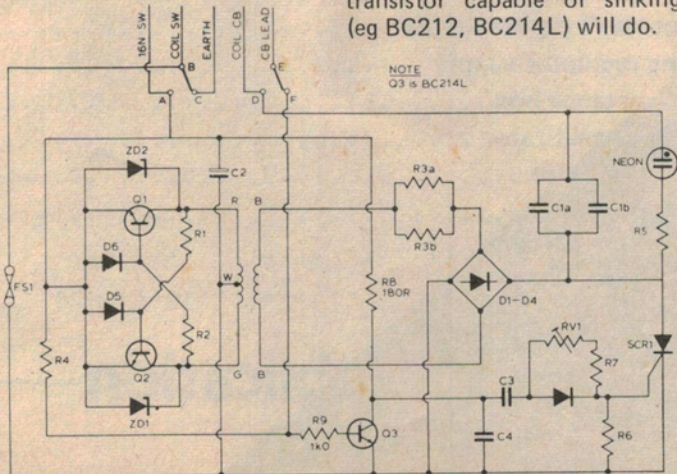 transistor capable of sinking
(eg BC212, BC214L) will do.
IGN SW
COIL SW
EARTH
COIL CB
CB LEAD
NOTE
Q3 is BC214L
A
B
C
D
E
F
ZD2
Q1
R1
D6
D5
R2
Q2
ZD1
FS1
R4
C2
R
W
G
B
B
R3a
R3b
R8
180R
D1-D4
C1a
C1b
NEON
R5
SCR1
RV1
R7
C3
C4
R6
R9
1k0
Q3